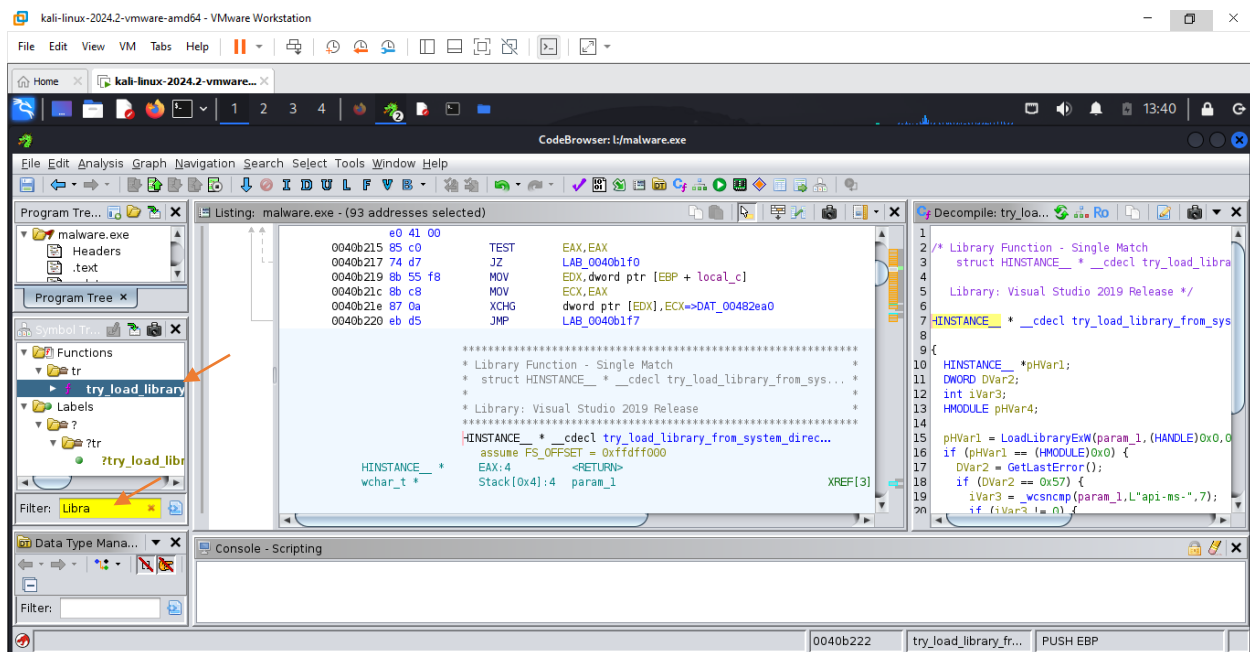 kali-linux-2024.2-vmware-amd64 - VMware Workstation
File Edit View VM Tabs Help
Home
kali-linux-2024.2-vmware...
1 2 3 4
2
13:40
CodeBrowser: l:/malware.exe
File Edit Analysis Graph Navigation Search Select Tools Window Help
I D U L F V B
Program Tre...
malware.exe
Headers
.text
Program Tree
Symbol Tr...
Functions
tr
f try_load_library
Labels
?
?tr
?try_load_libr
Filter: Libra
Data Type Mana...
Filter:
Listing: malware.exe - (93 addresses selected)
e0 41 00
0040b215 85 c0 TEST EAX,EAX
0040b217 74 d7 JZ LAB_0040b1f0
0040b219 8b 55 f8 MOV EDX,dword ptr [EBP + local_c]
0040b21c 8b c8 MOV ECX,EAX
0040b21e 87 0a XCHG dword ptr [EDX],ECX=>DAT_00482ea0
0040b220 eb d5 JMP LAB_0040b1f7
* Library Function - Single Match *
* struct HINSTANCE__ * __cdecl try_load_library_from_sys... *
* *
* Library: Visual Studio 2019 Release *
HINSTANCE__ * __cdecl try_load_library_from_system_direc...
assume FS_OFFSET = 0xffdff000
HINSTANCE__ * EAX:4 <RETURN>
wchar_t * Stack[0x4]:4 param_1 XREF[3]
Decompile: try_loa... Ro
1
2 /* Library Function - Single Match
3 struct HINSTANCE__ * __cdecl try_load_libra
4
5 Library: Visual Studio 2019 Release */
6
7 HINSTANCE__ * __cdecl try_load_library_from_sys
8
9 {
10 HINSTANCE__ *pHVar1;
11 DWORD DVar2;
12 int iVar3;
13 HMODULE pHVar4;
14
15 pHVar1 = LoadLibraryExW(param_1,(HANDLE)0x0,0
16 if (pHVar1 == (HMODULE)0x0) {
17 DVar2 = GetLastError();
18 if (DVar2 == 0x57) {
19 iVar3 = _wcsncmp(param_1,L"api-ms-",7);
20 if (iVar3 != 0) {
Console - Scripting
0040b222
try_load_library_fr...
PUSH EBP